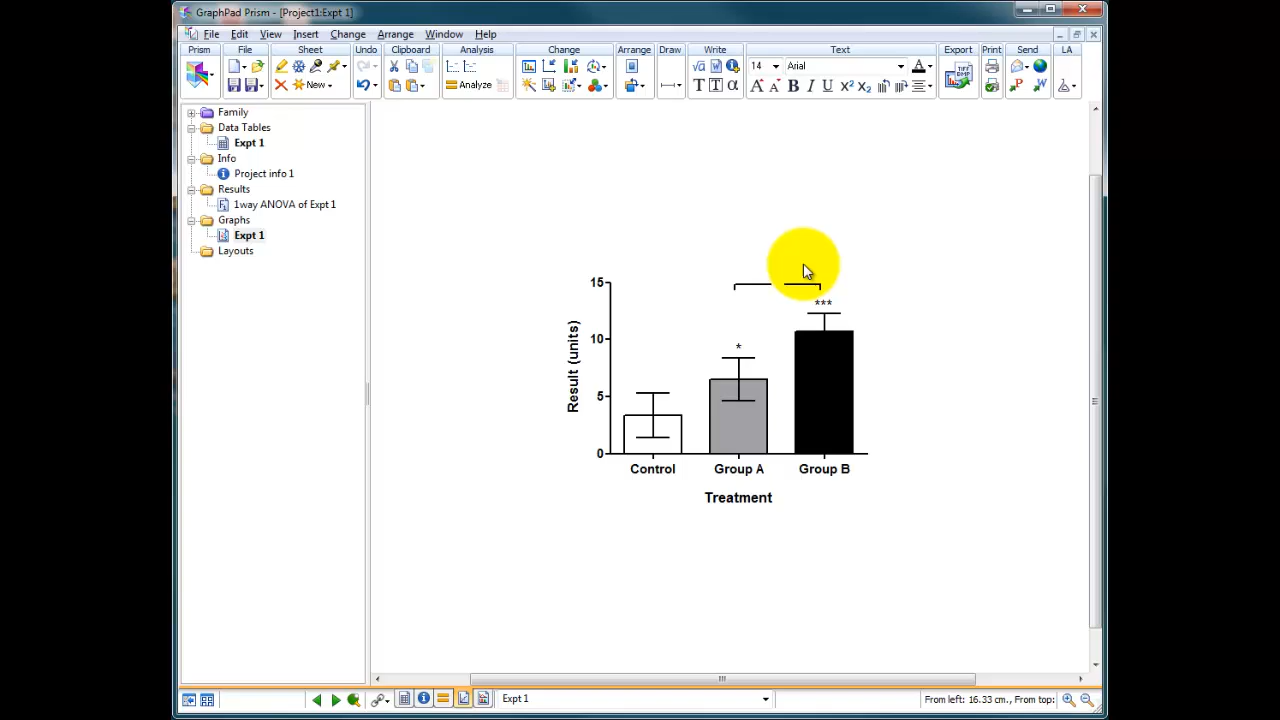 GraphPad Prism - [Project1:Expt 1]
File Edit View Insert Change Arrange Window Help
Prism File Sheet Undo Clipboard Analysis Change Arrange Draw Write Text Export Print Send LA
14 Arial
New Analyze
Family
Data Tables
Expt 1
Info
Project info 1
Results
1way ANOVA of Expt 1
Graphs
Expt 1
Layouts
15
***
10
*
5
0
Result (units)
Control Group A Group B
Treatment
Expt 1
From left: 16.33 cm., From top: